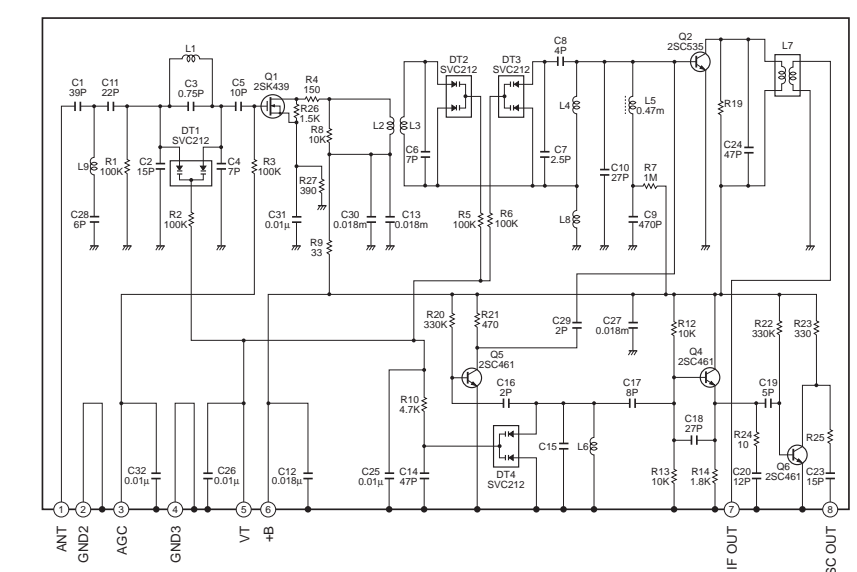 L1
C1
39P
C11
22P
C3
0.75P
C5
10P
Q1
2SK439
R4
150
DT1
SVC212
L9
R1
100K
C2
15P
C4
7P
R3
100K
R2
100K
C28
6P
R26
1.5K
R8
10K
R27
390
C31
0.01μ
C30
0.018m
C13
0.018m
R9
33
L2
L3
C6
7P
DT2
SVC212
DT3
SVC212
R5
100K
R6
100K
C8
4P
C7
2.5P
L4
L8
C10
27P
L5
0.47m
R7
1M
C9
470P
Q2
2SC535
R19
C24
47P
L7
R20
330K
R21
470
C29
2P
C27
0.018m
R12
10K
R22
330K
R23
330
Q5
2SC461
Q4
2SC461
C16
2P
C17
8P
C19
5P
R10
4.7K
C18
27P
R24
10
R25
DT4
SVC212
C15
L6
Q6
2SC461
C32
0.01μ
C26
0.01μ
C12
0.018μ
C25
0.01μ
C14
47P
R13
10K
R14
1.8K
C20
12P
C23
15P
1
2
3
4
5
6
7
8
ANT
GND2
AGC
GND3
VT
+B
IF OUT
SC OUT